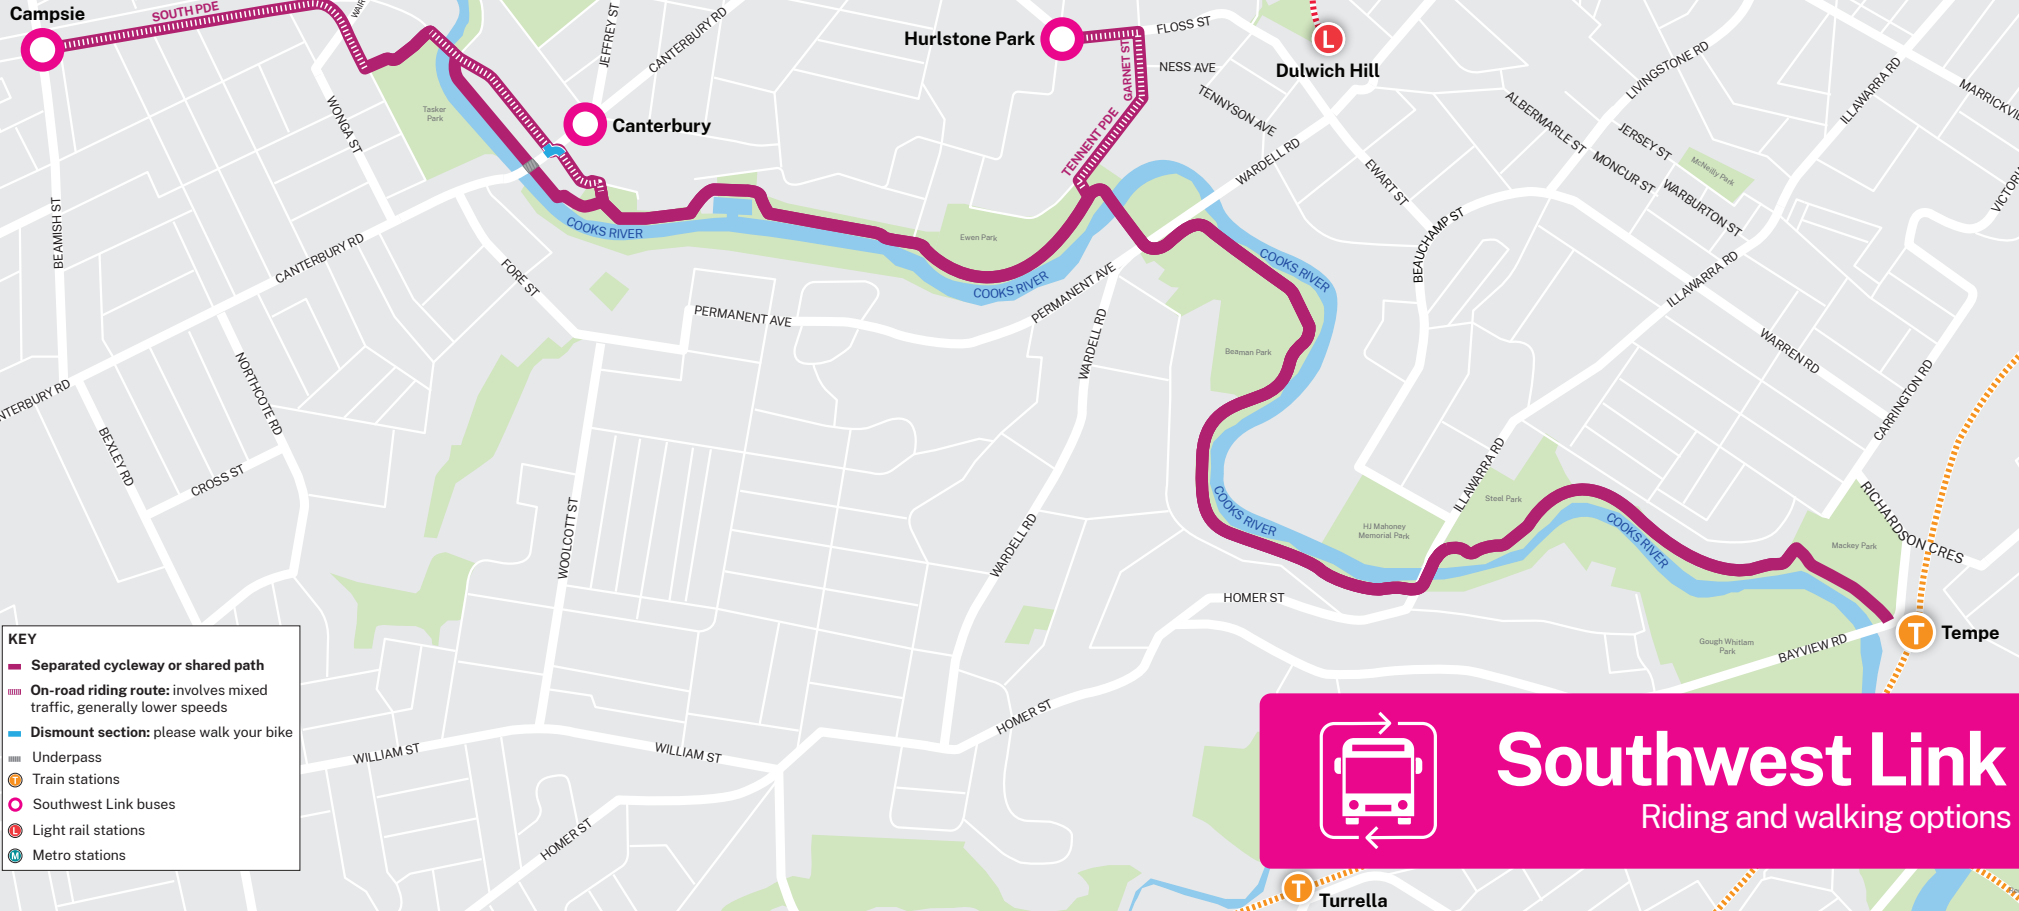 Campsie
SOUTH PDE
JEFFREY ST
CANTERBURY RD
Hurlstone Park
FLOSS ST
GARNET ST
NESS AVE
Dulwich Hill
L
LIVINGSTONE RD
ILLAWARRA RD
TENNYSON AVE
ALBERMARLE ST
JERSEY ST
MONCUR ST
McNeilly Park
WARBURTON ST
WONGA ST
Tasker
Park
Canterbury
TENNENT PDE
WARDELL RD
EWART ST
BEAUCHAMP ST
BEAMISH ST
CANTERBURY RD
FORE ST
COOKS RIVER
Ewen Park
COOKS RIVER
COOKS RIVER
PERMANENT AVE
PERMANENT AVE
ILLAWARRA RD
WARDELL RD
Beaman Park
WARREN RD
CARRINGTON RD
NORTHCOTE RD
BEXLEY RD
CROSS ST
WOOLCOTT ST
WARDELL RD
COOKS RIVER
HJ Mahoney
Memorial Park
ILLAWARRA RD
Steel Park
COOKS RIVER
RICHARDSON CRES
Mackey Park
HOMER ST
Gough Whitlam
Park
BAYVIEW RD
T
Tempe
KEY
Separated cycleway or shared path
On-road riding route: involves mixed
traffic, generally lower speeds
Dismount section: please walk your bike
Underpass
T
Train stations
Southwest Link buses
L
Light rail stations
M
Metro stations
WILLIAM ST
WILLIAM ST
HOMER ST
HOMER ST
Southwest Link
Riding and walking options
T
Turrella